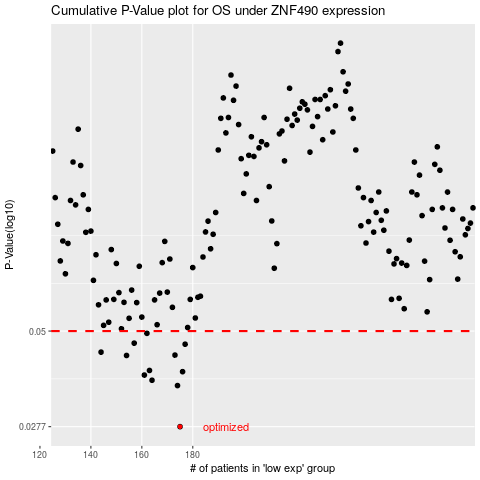 Cumulative P-Value plot for OS under ZNF490 expression
P-Value(log10)
0.05
0.0277
optimized
120 140 160 180
# of patients in 'low exp' group